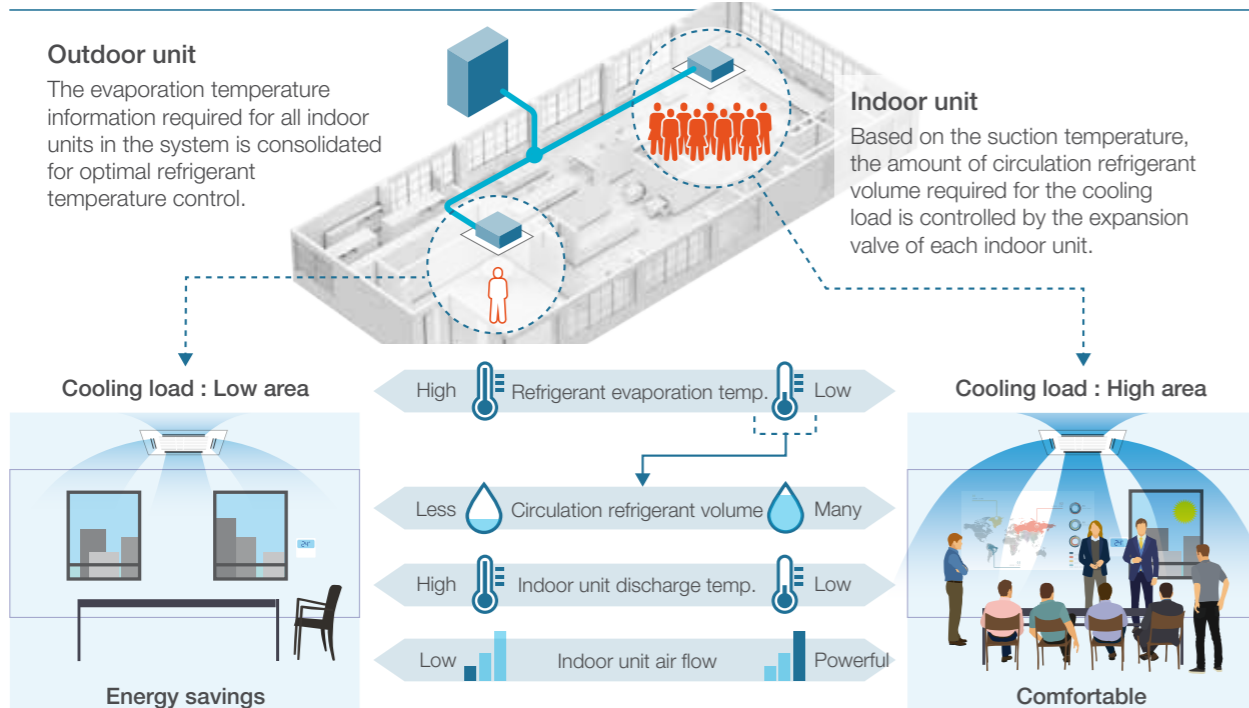 Outdoor unit
The evaporation temperature
information required for all indoor
units in the system is consolidated
for optimal refrigerant
temperature control.
Indoor unit
Based on the suction temperature,
the amount of circulation refrigerant
volume required for the cooling
load is controlled by the expansion
valve of each indoor unit.
Cooling load : Low area
High Refrigerant evaporation temp. Low
Cooling load : High area
Less Circulation refrigerant volume Many
High Indoor unit discharge temp. Low
Low Indoor unit air flow Powerful
24°
24°
Energy savings
Comfortable